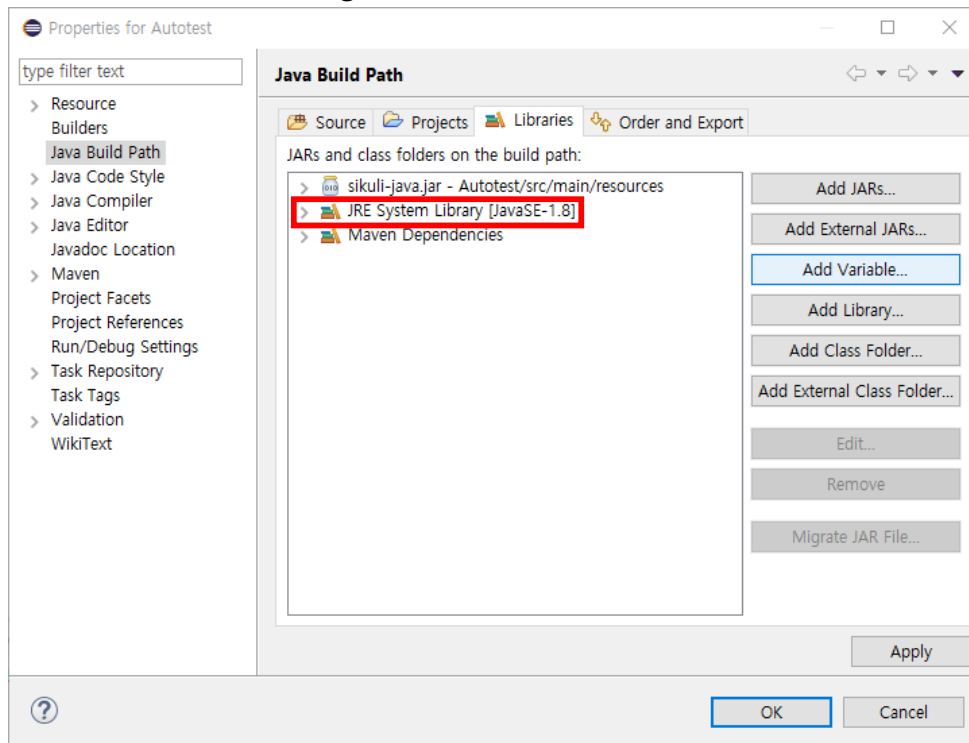 Properties for Autotest
type filter text
Resource
Builders
Java Build Path
Java Code Style
Java Compiler
Java Editor
Javadoc Location
Maven
Project Facets
Project References
Run/Debug Settings
Task Repository
Task Tags
Validation
WikiText
Java Build Path
Source Projects Libraries Order and Export
JARs and class folders on the build path:
sikuli-java.jar - Autotest/src/main/resources
JRE System Library [JavaSE-1.8]
Maven Dependencies
Add JARs...
Add External JARs...
Add Variable...
Add Library...
Add Class Folder...
Add External Class Folder...
Edit...
Remove
Migrate JAR File...
Apply
OK Cancel